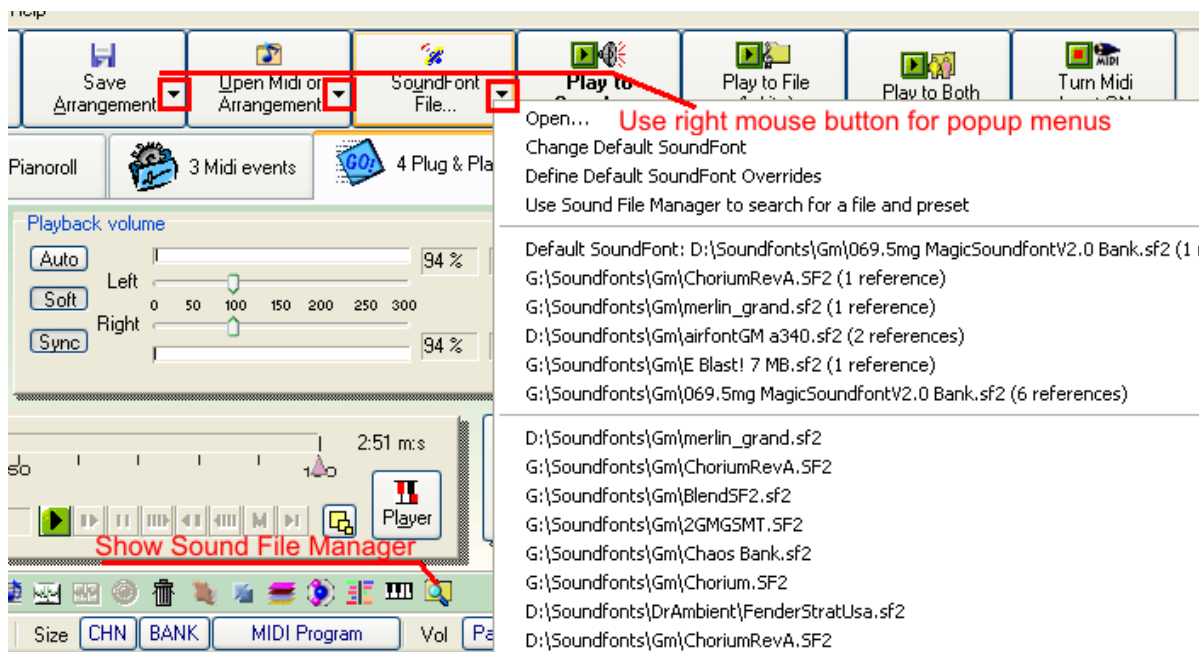 Help
Save
Arrangement
Open Midi or
Arrangement
SoundFont
File...
Play to
Play to File
Play to Both
Turn Midi
MIDI
Open...
Use right mouse button for popup menus
Change Default SoundFont
Define Default SoundFont Overrides
Use Sound File Manager to search for a file and preset
Pianoroll
3 Midi events
GO!
4 Plug & Pla
Playback volume
Auto
Left
94 %
Soft
0 50 100 150 200 250 300
Right
Sync
94 %
Default SoundFont: D:\Soundfonts\Gm\069.5mg MagicSoundfontV2.0 Bank.sf2 (1
G:\Soundfonts\Gm\ChoriumRevA.SF2 (1 reference)
G:\Soundfonts\Gm\merlin_grand.sf2 (1 reference)
D:\Soundfonts\Gm\airfontGM a340.sf2 (2 references)
G:\Soundfonts\Gm\E Blast! 7 MB.sf2 (1 reference)
G:\Soundfonts\Gm\069.5mg MagicSoundfontV2.0 Bank.sf2 (6 references)
D:\Soundfonts\Gm\merlin_grand.sf2
G:\Soundfonts\Gm\ChoriumRevA.SF2
G:\Soundfonts\Gm\BlendSF2.sf2
G:\Soundfonts\Gm\2GMGSMT.SF2
G:\Soundfonts\Gm\Chaos Bank.sf2
G:\Soundfonts\Gm\Chorium.SF2
D:\Soundfonts\DrAmbient\FenderStratUsa.sf2
D:\Soundfonts\Gm\ChoriumRevA.SF2
2:51 m:s
Player
M
Show Sound File Manager
Size
CHN
BANK
MIDI Program
Vol
Pa